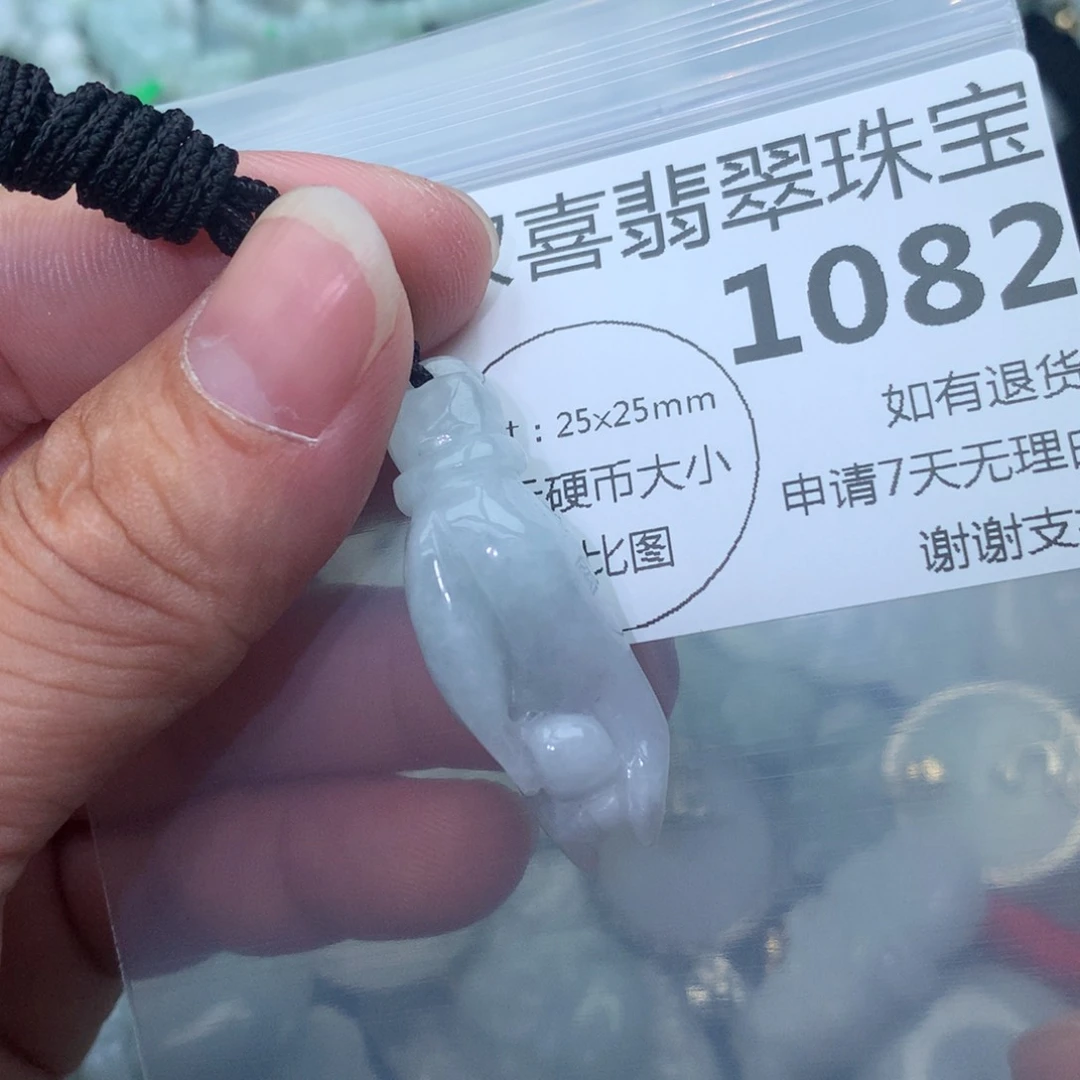 喜翡翠珠宝
1082
如有退货
申请7天无理由
谢谢支
：25x25mm
硬币大小
比图